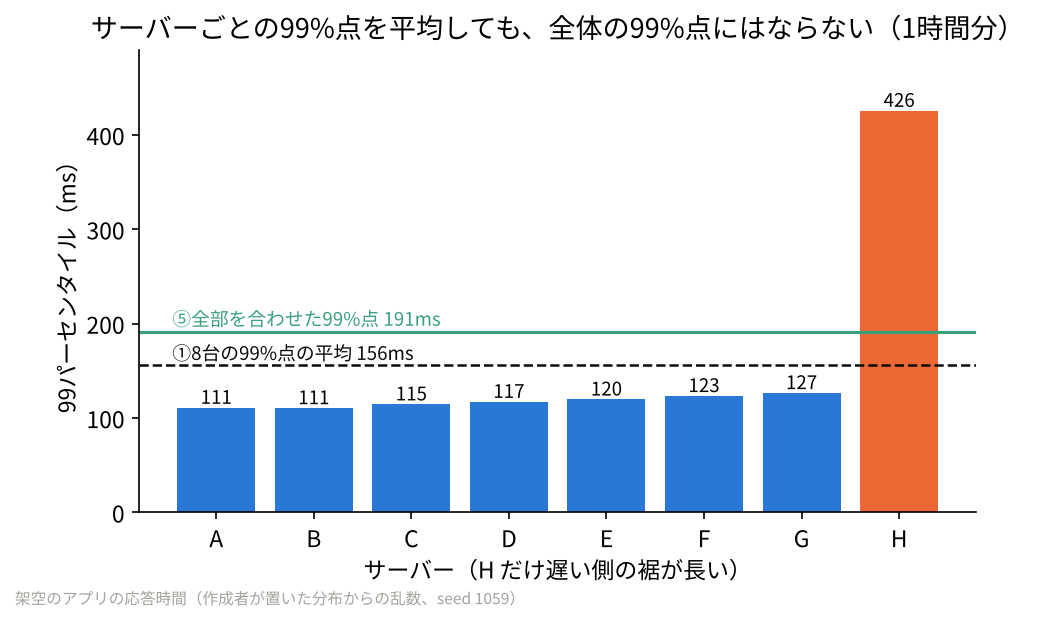 サーバーごとの99%点を平均しても、全体の99%点にはならない（1時間分）
99パーセンタイル（ms）
400
300
200
100
0
⑤全部を合わせた99%点 191ms
①8台の99%点の平均 156ms
111
111
115
117
120
123
127
426
A
B
C
D
E
F
G
H
サーバー（H だけ遅い側の裾が長い）
架空のアプリの応答時間（作成者が置いた分布からの乱数、seed 1059）